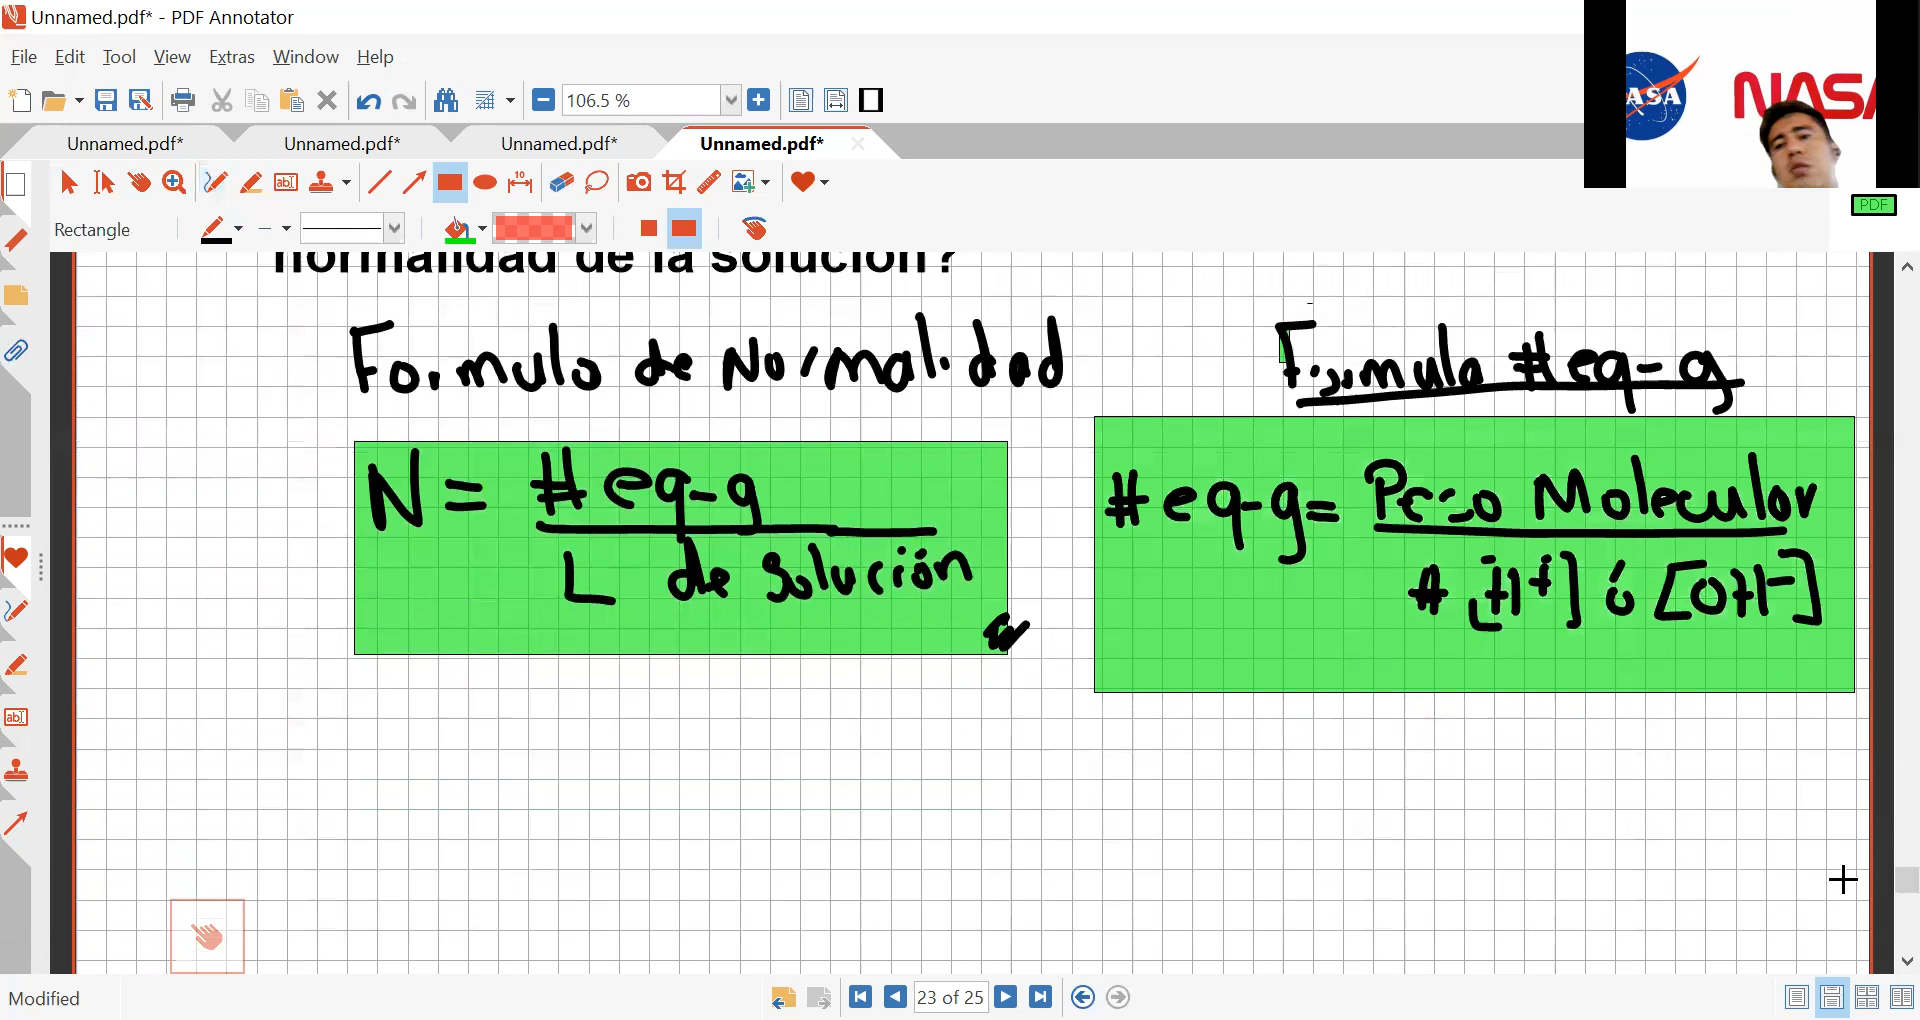 Unnamed.pdf* - PDF Annotator
File Edit Tool View Extras Window Help
106.5 %
Unnamed.pdf* Unnamed.pdf* Unnamed.pdf* Unnamed.pdf*
10
Rectangle
NASA
PDF
normalidad de la solución?
Formula de Normalidad
Formula # eq-g
N = # eq-g
L de Solución
# eq-g = Peso Molecular
# [H+] ó [OH-]
Modified
23 of 25